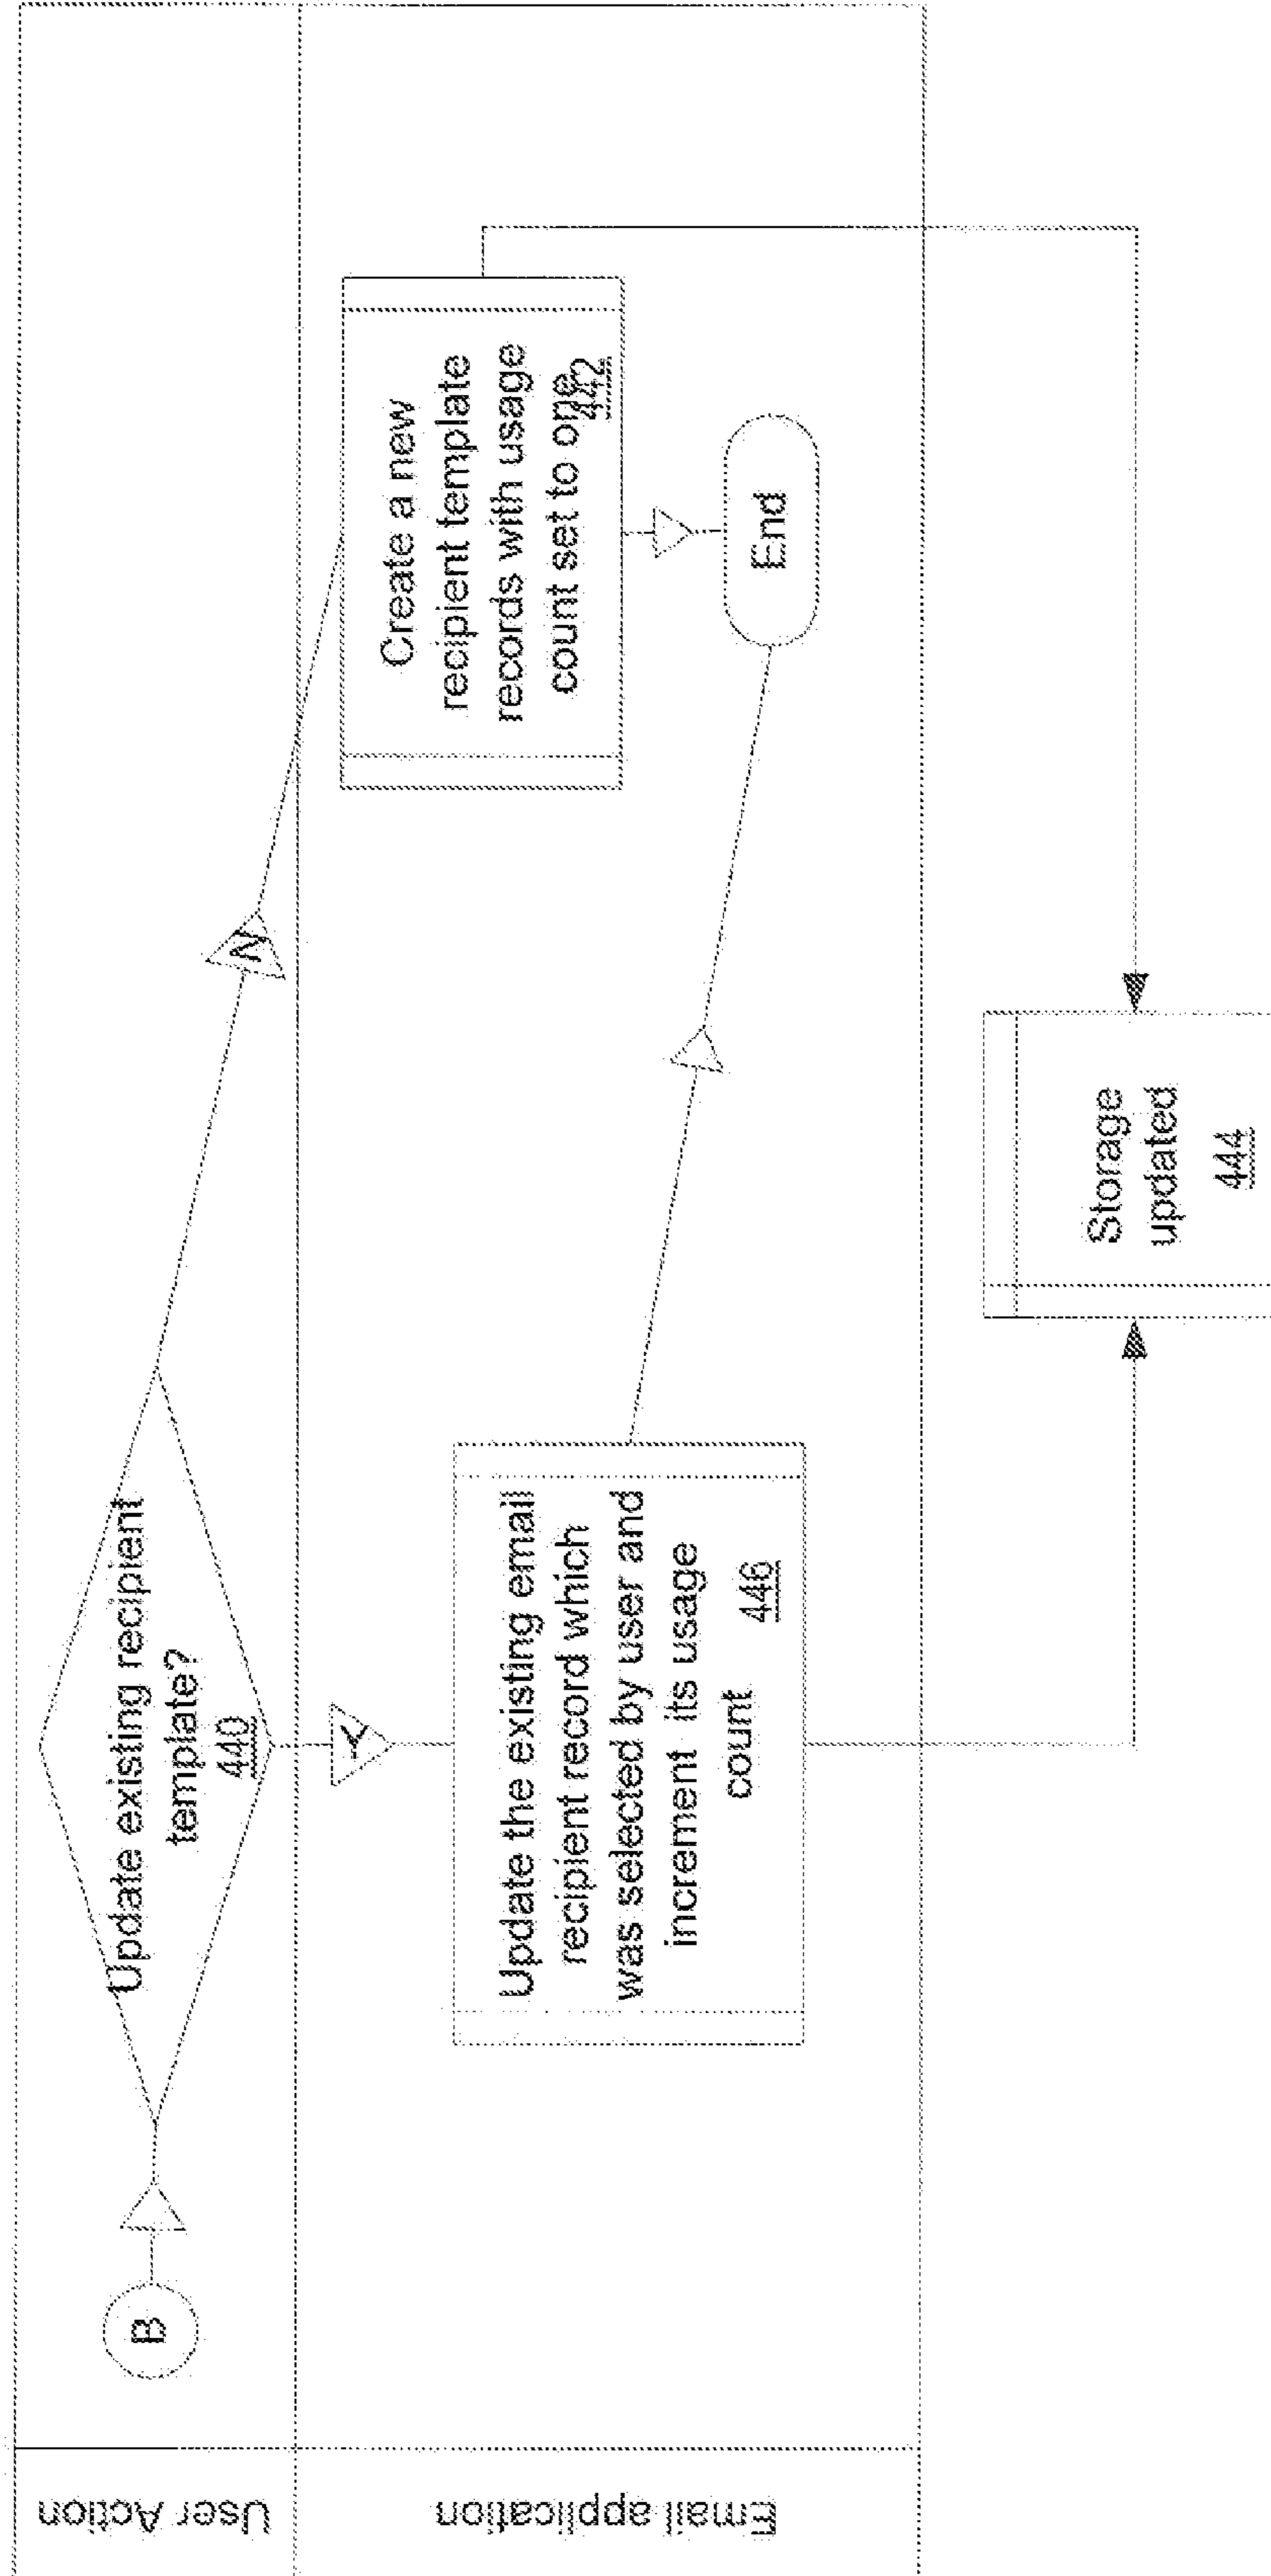 User Action
B
Update existing recipient
template?
440
N
Y
Email application
Update the existing email
recipient record which
was selected by user and
increment its usage
count
446
Create a new
recipient template
records with usage
count set to one
442
End
Storage
updated
444